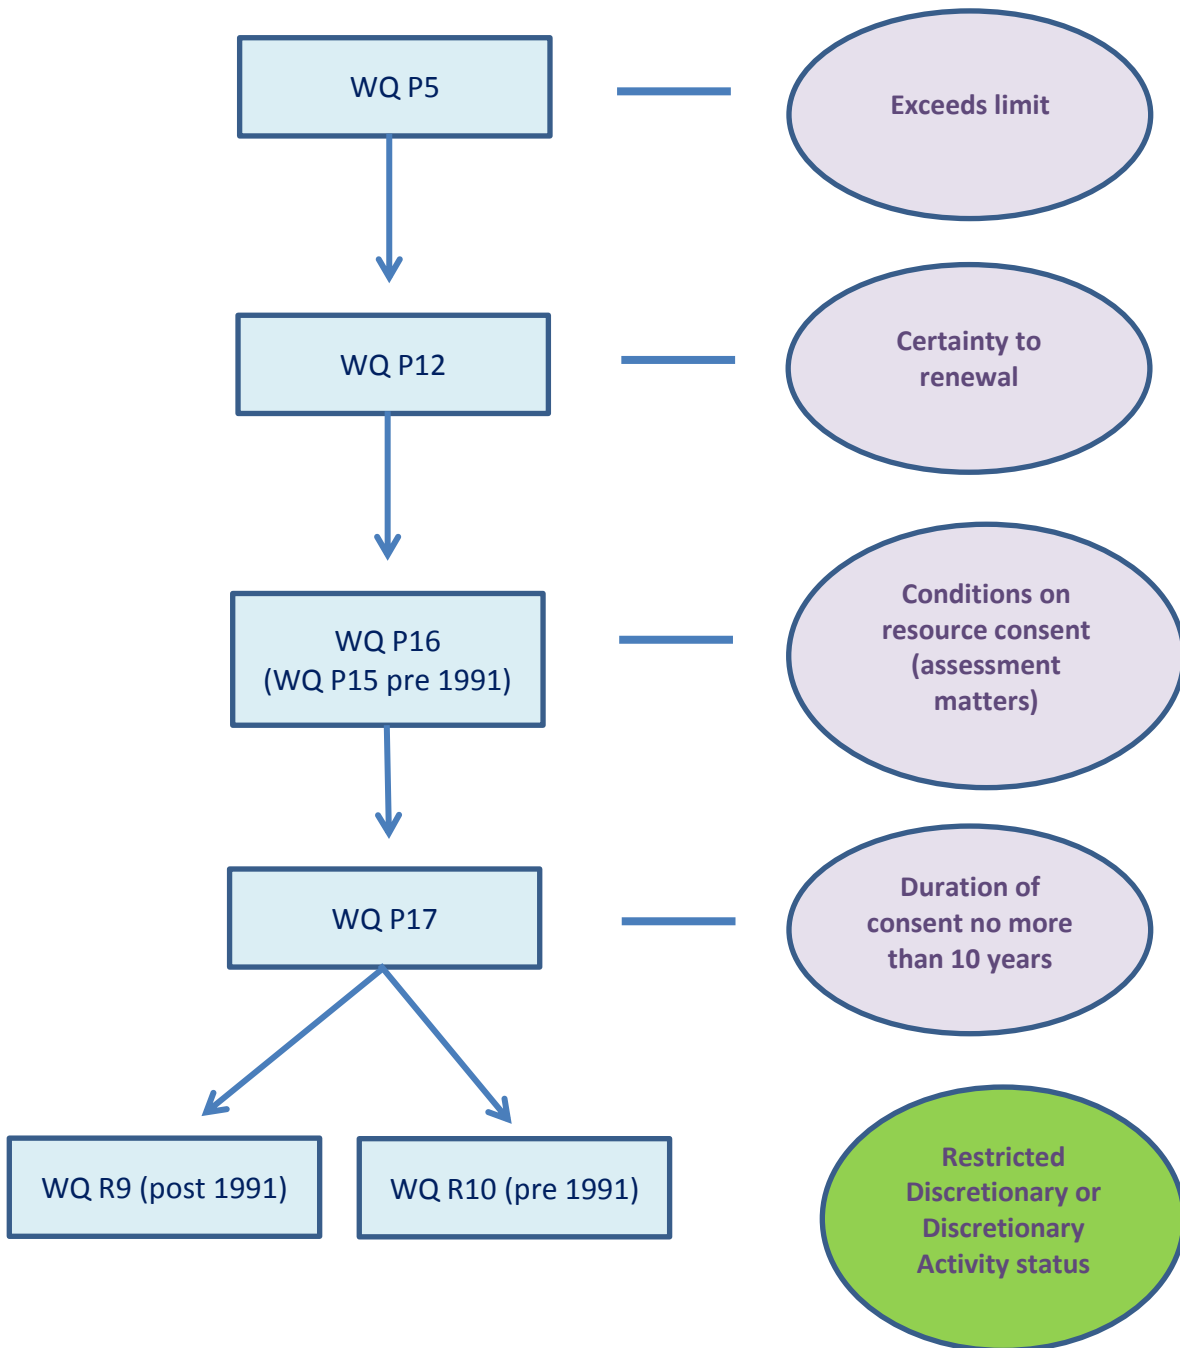 WQ P5
Exceeds limit
WQ P12
Certainty to
renewal
WQ P16
(WQ P15 pre 1991)
Conditions on
resource consent
(assessment
matters)
WQ P17
Duration of
consent no more
than 10 years
WQ R9 (post 1991)
WQ R10 (pre 1991)
Restricted
Discretionary or
Discretionary
Activity status